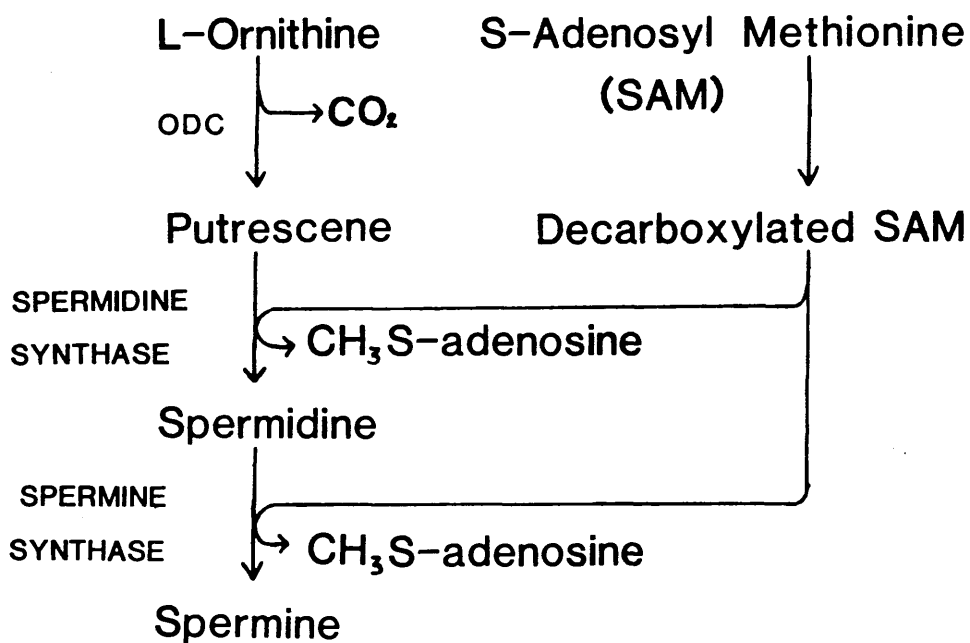 L-Ornithine
S-Adenosyl Methionine
(SAM)
ODC
CO₂
Putrescene
Decarboxylated SAM
SPERMIDINE
SYNTHASE
CH₃S-adenosine
Spermidine
SPERMINE
SYNTHASE
CH₃S-adenosine
Spermine